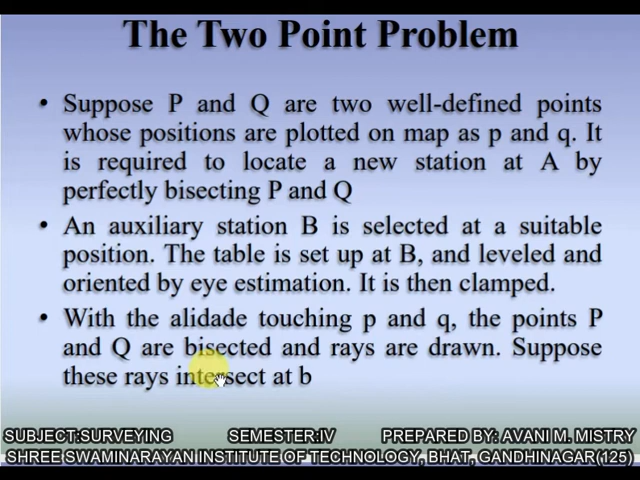 The Two Point Problem
• Suppose P and Q are two well-defined points
whose positions are plotted on map as p and q. It
is required to locate a new station at A by
perfectly bisecting P and Q
• An auxiliary station B is selected at a suitable
position. The table is set up at B, and leveled and
oriented by eye estimation. It is then clamped.
• With the alidade touching p and q, the points P
and Q are bisected and rays are drawn. Suppose
these rays intersect at b
SUBJECT:SURVEYING SEMESTER:IV PREPARED BY: AVANI M. MISTRY
SHREE SWAMINARAYAN INSTITUTE OF TECHNOLOGY, BHAT, GANDHINAGAR(125)